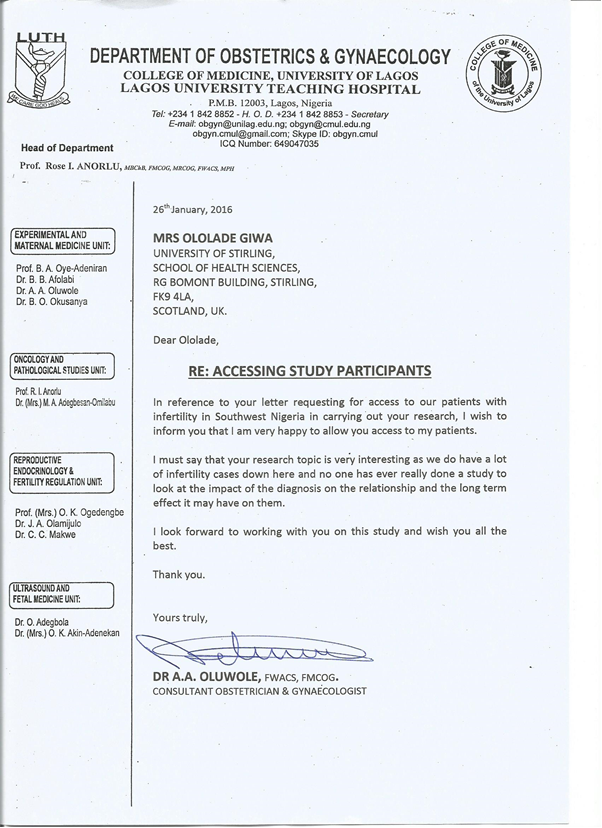 LUTH
BE CARE GOD HEALS
DEPARTMENT OF OBSTETRICS & GYNAECOLOGY
COLLEGE OF MEDICINE, UNIVERSITY OF LAGOS
LAGOS UNIVERSITY TEACHING HOSPITAL
P.M.B. 12003, Lagos, Nigeria
Tel: +234 1 842 8852 - H. O. D. +234 1 842 8853 - Secretary
E-mail: obgyn@unilag.edu.ng; obgyn@cmul.edu.ng
obgyn.cmul@gmail.com; Skype ID: obgyn.cmul
ICQ Number: 649047035
COLLEGE OF MEDICINE
of the University of Lagos
Head of Department
Prof. Rose I. ANORLU, MBChB, FMCOG, MRCOG, FWACS, MPH
EXPERIMENTAL AND
MATERNAL MEDICINE UNIT:
Prof. B. A. Oye-Adeniran
Dr. B. B. Afolabi
Dr. A. A. Oluwole
Dr. B. O. Okusanya
ONCOLOGY AND
PATHOLOGICAL STUDIES UNIT:
Prof. R. I. Anorlu
Dr. (Mrs.) M. A. Adegbesan-Omilabu
REPRODUCTIVE
ENDOCRINOLOGY &
FERTILITY REGULATION UNIT:
Prof. (Mrs.) O. K. Ogedengbe
Dr. J. A. Olamijulo
Dr. C. C. Makwe
ULTRASOUND AND
FETAL MEDICINE UNIT:
Dr. O. Adegbola
Dr. (Mrs.) O. K. Akin-Adenekan
26th January, 2016
MRS OLOLADE GIWA
UNIVERSITY OF STIRLING,
SCHOOL OF HEALTH SCIENCES,
RG BOMONT BUILDING, STIRLING,
FK9 4LA,
SCOTLAND, UK.
Dear Ololade,
RE: ACCESSING STUDY PARTICIPANTS
In reference to your letter requesting for access to our patients with
infertility in Southwest Nigeria in carrying out your research, I wish to
inform you that I am very happy to allow you access to my patients.
I must say that your research topic is very interesting as we do have a lot
of infertility cases down here and no one has ever really done a study to
look at the impact of the diagnosis on the relationship and the long term
effect it may have on them.
I look forward to working with you on this study and wish you all the
best.
Thank you.
Yours truly,
DR A.A. OLUWOLE, FWACS, FMCOG.
CONSULTANT OBSTETRICIAN & GYNAECOLOGIST